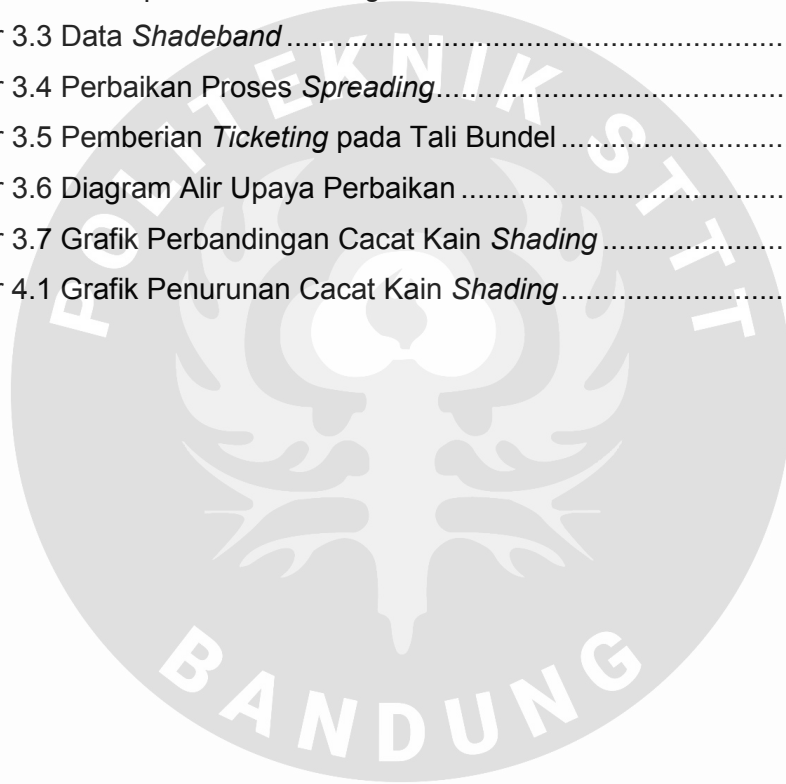 r 3.3 Data Shadeband ........................................................................
r 3.4 Perbaikan Proses Spreading....................................................
r 3.5 Pemberian Ticketing pada Tali Bundel ..................................
r 3.6 Diagram Alir Upaya Perbaikan ................................................
r 3.7 Grafik Perbandingan Cacat Kain Shading ............................
r 4.1 Grafik Penurunan Cacat Kain Shading...................................
POLITEKNIK STTT
BANDUNG